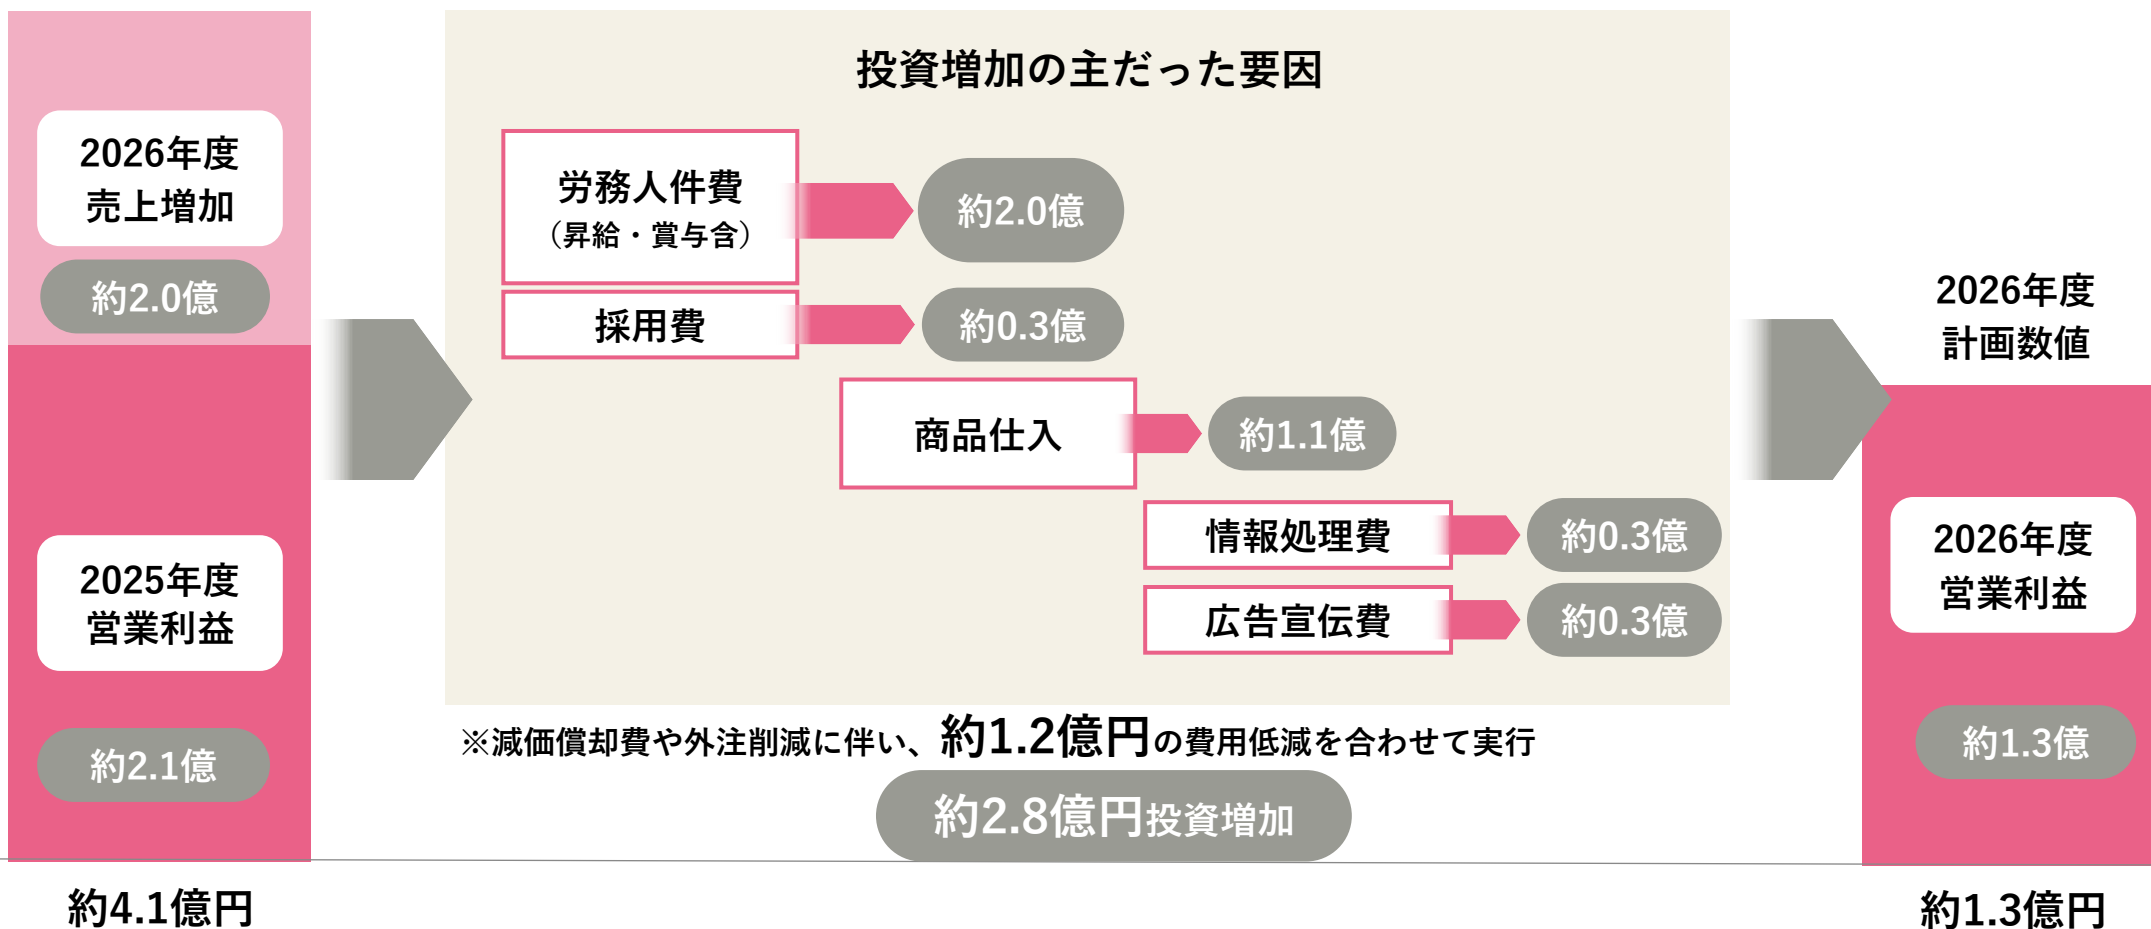 2026年度
売上増加
約2.0億
2025年度
営業利益
約2.1億
約4.1億円
投資増加の主だった要因
労務人件費
（昇給・賞与含）
約2.0億
採用費
約0.3億
商品仕入
約1.1億
情報処理費
約0.3億
広告宣伝費
約0.3億
※減価償却費や外注削減に伴い、約1.2億円の費用低減を合わせて実行
約2.8億円投資増加
2026年度
計画数値
2026年度
営業利益
約1.3億
約1.3億円